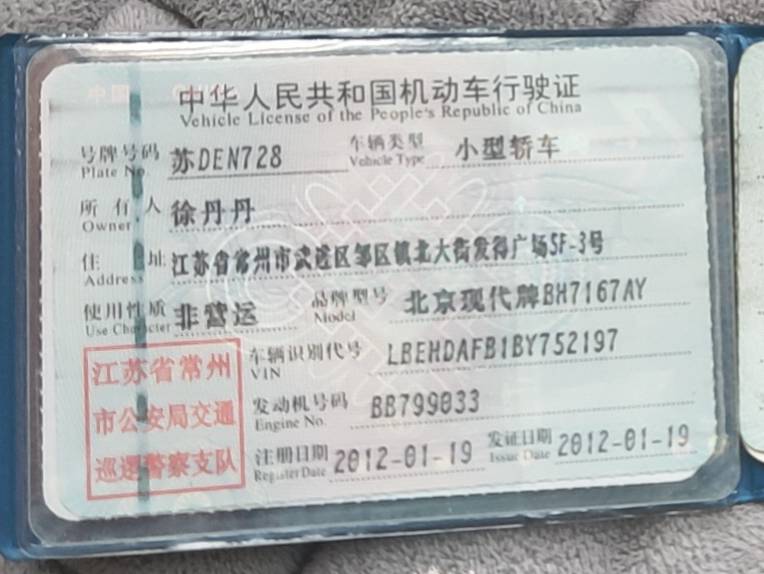 中华人民共和国机动车行驶证
Vehicle License of the People's Republic of China
号牌号码 苏DEN728 车辆类型 小型轿车
Plate No. Vehicle Type
所有人 徐丹丹
Owner
住址 江苏省常州市武进区邹区镇北大街发得广场5F-3号
Address
使用性质 非营运 品牌型号 北京现代牌BH7167AY
Use Character Model
车辆识别代号 LBEHDAFB1BY752197
VIN
发动机号码 BB799033
Engine No.
注册日期 2012-01-19 发证日期 2012-01-19
Register Date Issue Date
江苏省常州
市公安局交通
巡逻警察支队